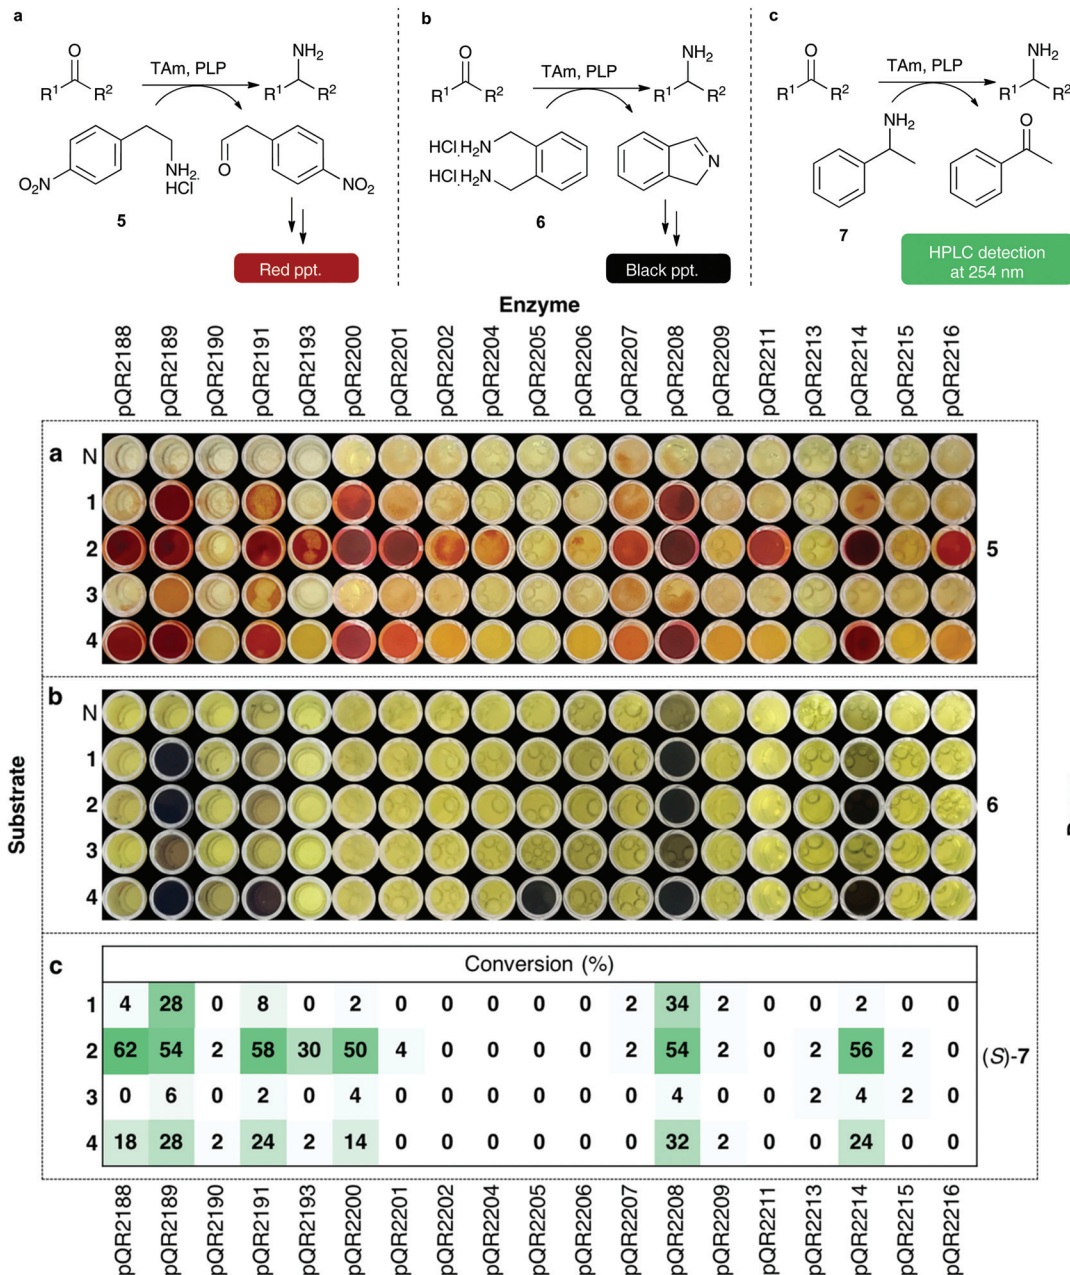 a
b
c
O
NH2
TAm, PLP
R1
R2
R1
R2
NO2
NH2.
HCl
O
NO2
5
Red ppt.
O
NH2
TAm, PLP
R1
R2
R1
R2
HCl.H2N
HCl.H2N
N
6
Black ppt.
O
NH2
TAm, PLP
R1
R2
R1
R2
NH2
O
7
HPLC detection
at 254 nm
Enzyme
pQR2188 pQR2189 pQR2190 pQR2191 pQR2193 pQR2200 pQR2201 pQR2202 pQR2204 pQR2205 pQR2206 pQR2207 pQR2208 pQR2209 pQR2211 pQR2213 pQR2214 pQR2215 pQR2216
a N
1
2 5
3
4
Substrate
b N
1
2 6
3
4
c Conversion (%)
1 4 28 0 8 0 2 0 0 0 0 0 2 34 2 0 0 2 0 0
2 62 54 2 58 30 50 4 0 0 0 0 2 54 2 0 2 56 2 0 (S)-7
3 0 6 0 2 0 4 0 0 0 0 0 0 4 0 0 2 4 2 0
4 18 28 2 24 2 14 0 0 0 0 0 0 32 2 0 0 24 0 0
pQR2188 pQR2189 pQR2190 pQR2191 pQR2193 pQR2200 pQR2201 pQR2202 pQR2204 pQR2205 pQR2206 pQR2207 pQR2208 pQR2209 pQR2211 pQR2213 pQR2214 pQR2215 pQR2216